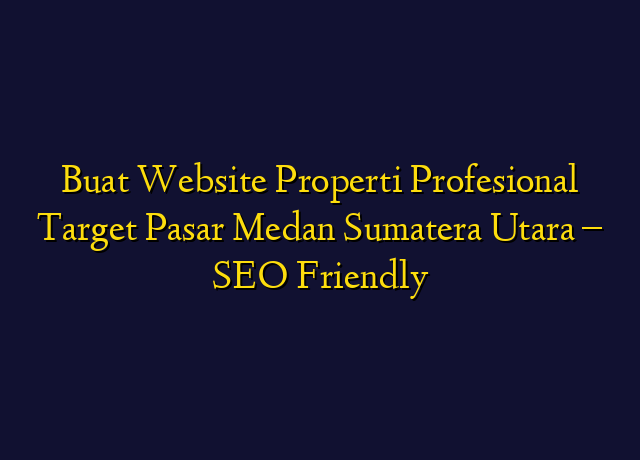 Buat Website Properti Profesional
Target Pasar Medan Sumatera Utara –
SEO Friendly